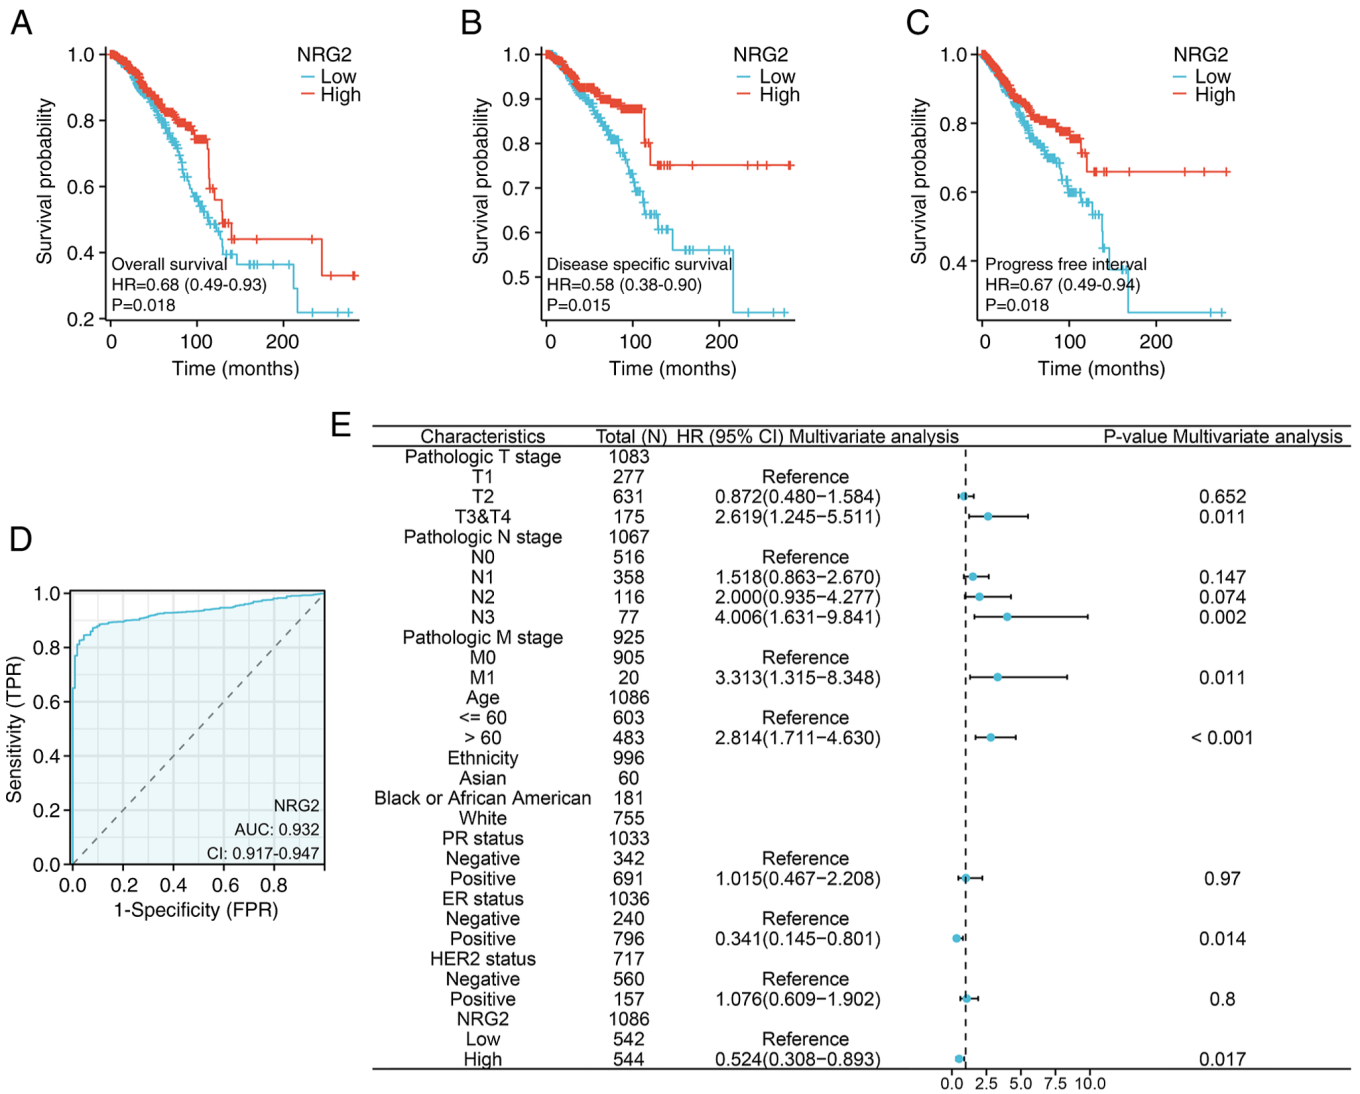 A
NRG2
Low
High
1.0
0.8
0.6
0.4
0.2
Survival probability
Overall survival
HR=0.68 (0.49-0.93)
P=0.018
0 100 200
Time (months)
B
NRG2
Low
High
1.0
0.9
0.8
0.7
0.6
0.5
Survival probability
Disease specific survival
HR=0.58 (0.38-0.90)
P=0.015
0 100 200
Time (months)
C
NRG2
Low
High
1.0
0.8
0.6
0.4
Survival probability
Progress free interval
HR=0.67 (0.49-0.94)
P=0.018
0 100 200
Time (months)
D
1.0
0.8
0.6
0.4
0.2
0.0
Sensitivity (TPR)
NRG2
AUC: 0.932
CI: 0.917-0.947
0.0 0.2 0.4 0.6 0.8 1.0
1-Specificity (FPR)
E
Characteristics Total (N) HR (95% CI) Multivariate analysis P-value Multivariate analysis
Pathologic T stage 1083
T1 277 Reference
T2 631 0.872(0.480−1.584) 0.652
T3&T4 175 2.619(1.245−5.511) 0.011
Pathologic N stage 1067
N0 516 Reference
N1 358 1.518(0.863−2.670) 0.147
N2 116 2.000(0.935−4.277) 0.074
N3 77 4.006(1.631−9.841) 0.002
Pathologic M stage 925
M0 905 Reference
M1 20 3.313(1.315−8.348) 0.011
Age 1086
<= 60 603 Reference
> 60 483 2.814(1.711−4.630) < 0.001
Ethnicity 996
Asian 60
Black or African American 181
White 755
PR status 1033
Negative 342 Reference
Positive 691 1.015(0.467−2.208) 0.97
ER status 1036
Negative 240 Reference
Positive 796 0.341(0.145−0.801) 0.014
HER2 status 717
Negative 560 Reference
Positive 157 1.076(0.609−1.902) 0.8
NRG2 1086
Low 542 Reference
High 544 0.524(0.308−0.893) 0.017
0.0 2.5 5.0 7.5 10.0